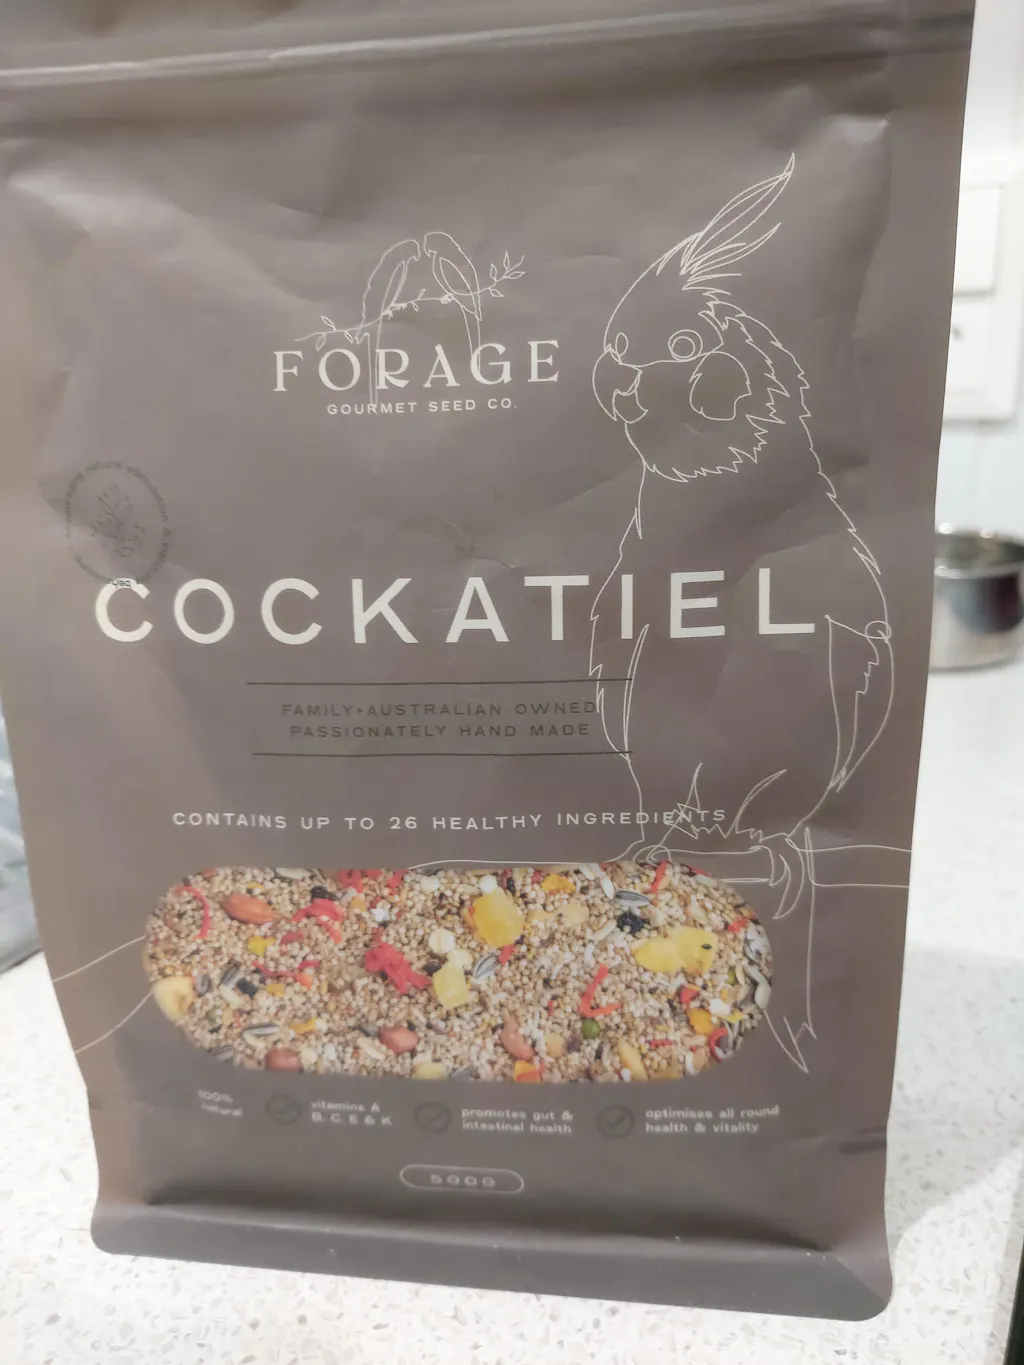 FORAGE
GOURMET SEED CO.
COCKATIEL
FAMILY+AUSTRALIAN OWNED
PASSIONATELY HAND MADE
CONTAINS UP TO 26 HEALTHY INGREDIENTS
100%
natural
vitamins A
B, C, E & K
promotes gut &
intestinal health
optimises all round
health & vitality
500G